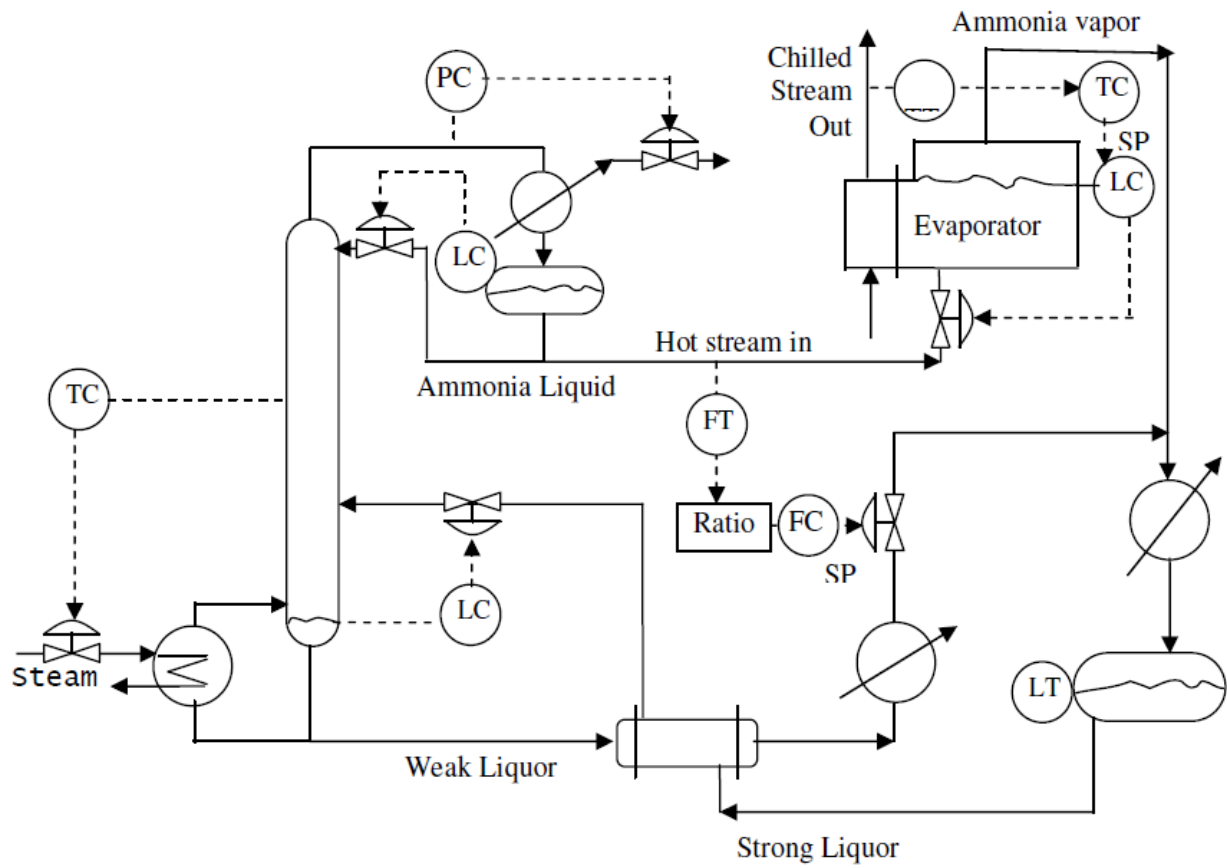 Ammonia vapor
PC
Chilled
Stream
Out
TC
SP
LC
LC
Evaporator
Hot stream in
Ammonia Liquid
TC
FT
Ratio
FC
SP
LC
Steam
LT
Weak Liquor
Strong Liquor